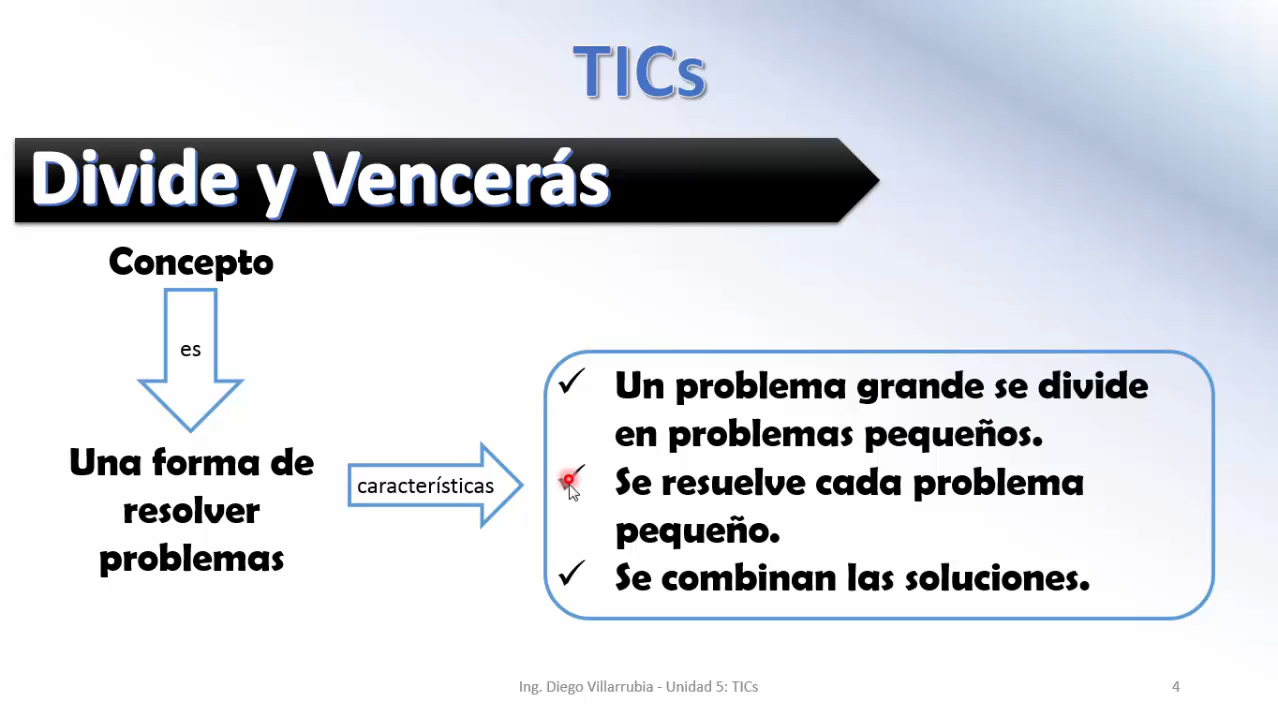 TICs
Divide y Vencerás
Concepto
es
Una forma de
resolver
problemas
características
Un problema grande se divide
en problemas pequeños.
Se resuelve cada problema
pequeño.
Se combinan las soluciones.
Ing. Diego Villarrubia - Unidad 5: TICs
4